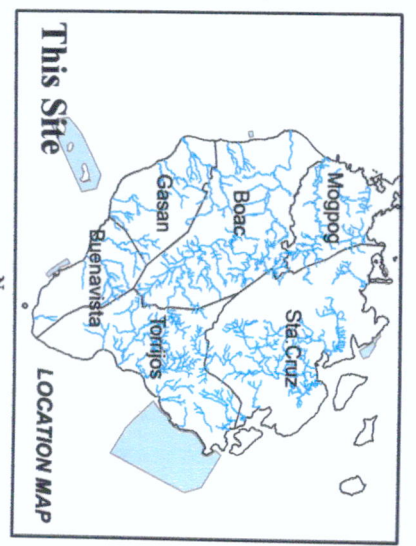 This Site
Mogpog
Boac
Gasan
Sta.Cruz
Buenavista
Torrijos
LOCATION MAP